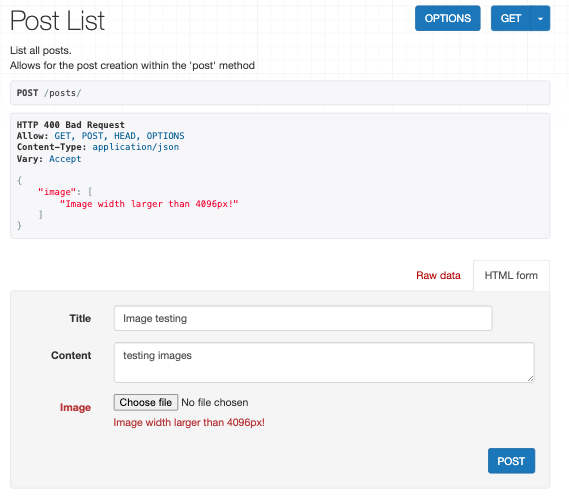 Post List
OPTIONS
GET
List all posts.
Allows for the post creation within the 'post' method
POST /posts/
HTTP 400 Bad Request
Allow: GET, POST, HEAD, OPTIONS
Content-Type: application/json
Vary: Accept
{
"image": [
"Image width larger than 4096px!"
]
}
Raw data
HTML form
Title
Image testing
Content
testing images
Image
Choose file No file chosen
Image width larger than 4096px!
POST